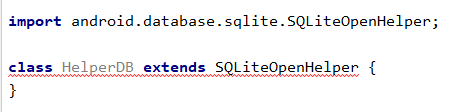 import android.database.sqlite.SQLiteOpenHelper;
class HelperDB extends SQLiteOpenHelper {
}